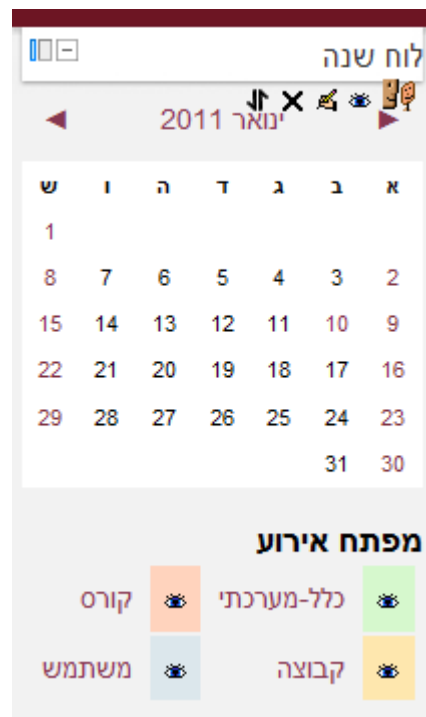 לוח שנה
ינואר 2011
א ב ג ד ה ו ש
1
2 3 4 5 6 7 8
9 10 11 12 13 14 15
16 17 18 19 20 21 22
23 24 25 26 27 28 29
30 31
מפתח אירוע
כלל-מערכתי קורס
קבוצה משתמש